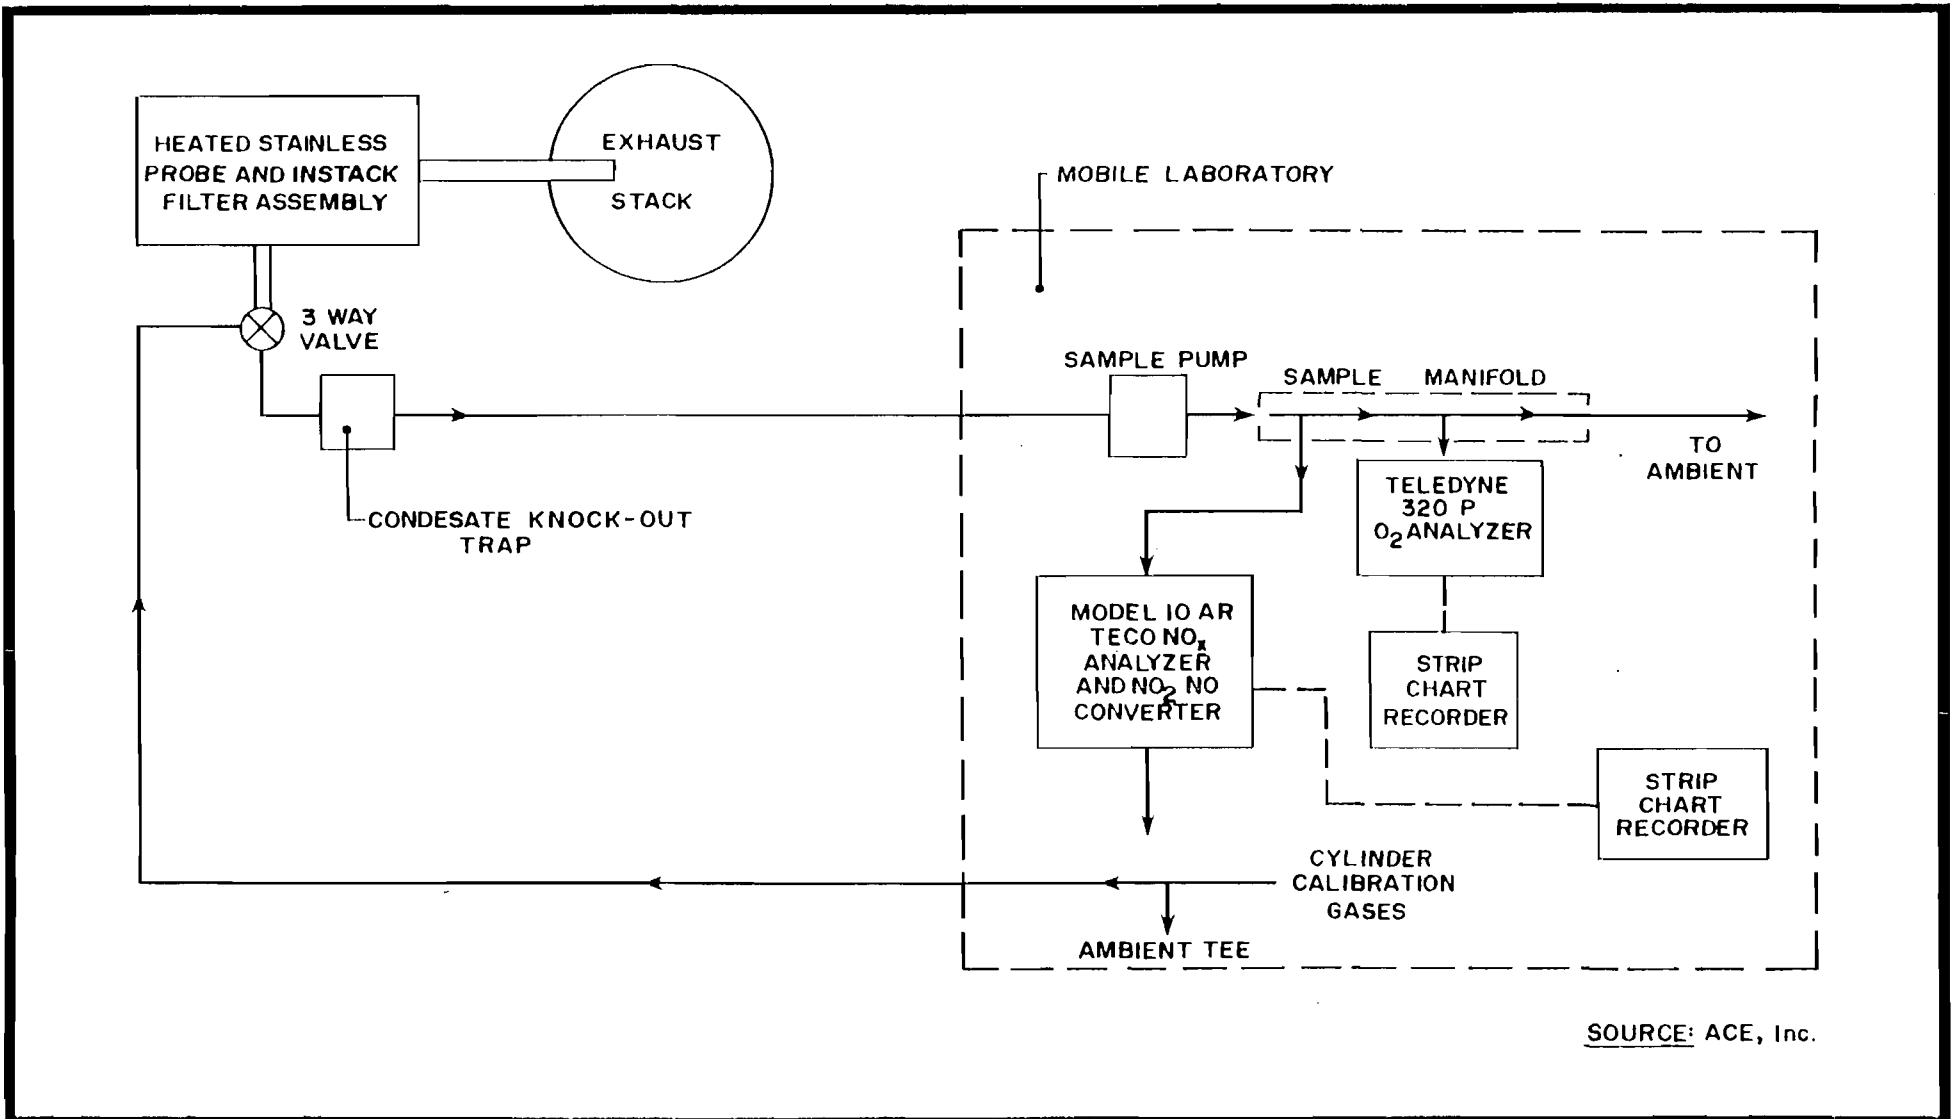 HEATED STAINLESS
PROBE AND INSTACK
FILTER ASSEMBLY
EXHAUST
STACK
MOBILE LABORATORY
3 WAY
VALVE
SAMPLE PUMP
SAMPLE MANIFOLD
TO
AMBIENT
TELEDYNE
320 P
O2 ANALYZER
CONDESATE KNOCK-OUT
TRAP
MODEL 10 AR
TECO NOx
ANALYZER
AND NO2 NO
CONVERTER
STRIP
CHART
RECORDER
STRIP
CHART
RECORDER
CYLINDER
CALIBRATION
GASES
AMBIENT TEE
SOURCE: ACE, Inc.